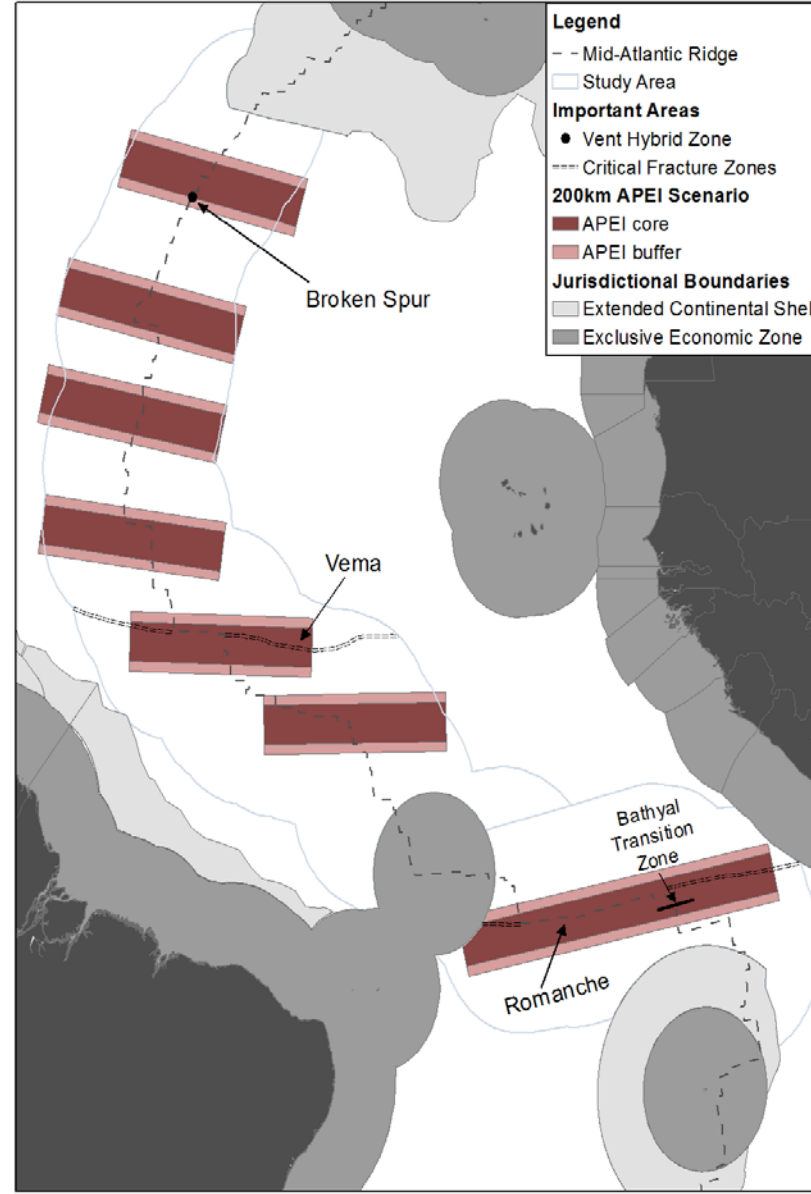 Legend
Mid-Atlantic Ridge
Study Area
Important Areas
Vent Hybrid Zone
Critical Fracture Zones
200km APEI Scenario
APEI core
APEI buffer
Jurisdictional Boundaries
Extended Continental Shel
Exclusive Economic Zone
Broken Spur
Vema
Bathyal
Transition
Zone
Romanche